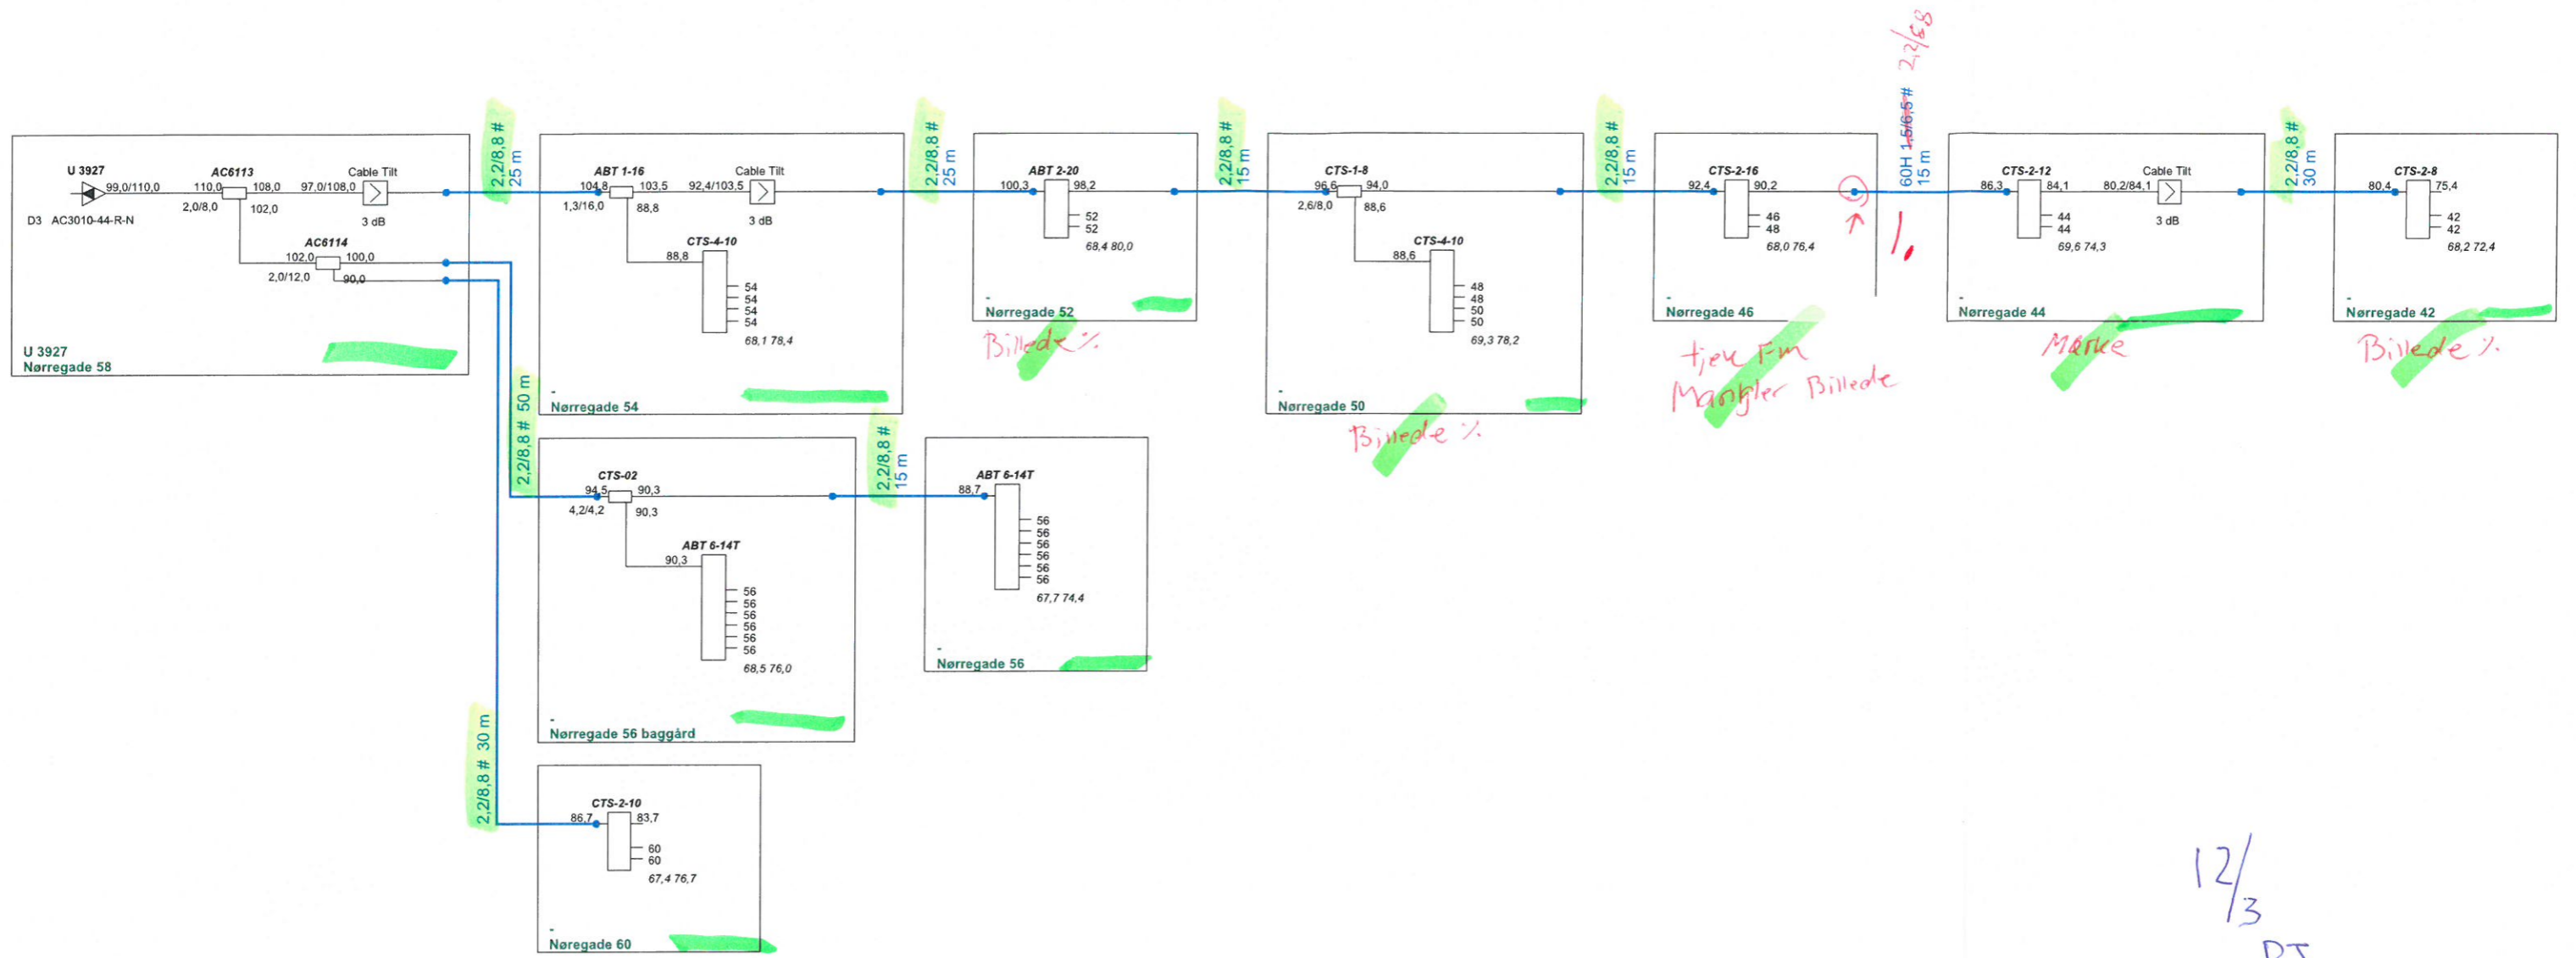 U 3927
99,0/110,0
D3 AC3010-44-R-N
AC6113
110,0
108,0
2,0/8,0
102,0
97,0/108,0
Cable Tilt
3 dB
AC6114
102,0
100,0
2,0/12,0
90,0
U 3927
Nørregade 58
2,2/8,8 #
25 m
ABT 1-16
104,8
103,5
1,3/16,0
88,8
92,4/103,5
Cable Tilt
3 dB
CTS-4-10
88,8
54
54
54
54
68,1 78,4
-
Nørregade 54
2,2/8,8 #
25 m
ABT 2-20
100,3
98,2
52
52
68,4 80,0
-
Nørregade 52
Billede %
2,2/8,8 #
15 m
CTS-1-8
96,6
94,0
2,6/8,0
88,6
CTS-4-10
88,6
48
48
50
50
69,3 78,2
-
Nørregade 50
Billede %
2,2/8,8 #
15 m
CTS-2-16
92,4
90,2
46
48
68,0 76,4
-
Nørregade 46
tjek Fm
Mangler Billede
2,2/8,8
60H 1,5/6,5 #
15 m
CTS-2-12
86,3
84,1
80,2/84,1
Cable Tilt
3 dB
44
44
69,6 74,3
-
Nørregade 44
Mærke
2,2/8,8 #
30 m
CTS-2-8
80,4
75,4
42
42
68,2 72,4
-
Nørregade 42
Billede %
2,2/8,8 # 50 m
CTS-02
94,5
90,3
4,2/4,2
90,3
ABT 6-14T
90,3
56
56
56
56
56
56
68,5 76,0
-
Nørregade 56 baggård
2,2/8,8 #
15 m
ABT 6-14T
88,7
56
56
56
56
56
56
67,7 74,4
-
Nørregade 56
2,2/8,8 # 30 m
CTS-2-10
86,7
83,7
60
60
67,4 76,7
-
Nøregade 60
12/3